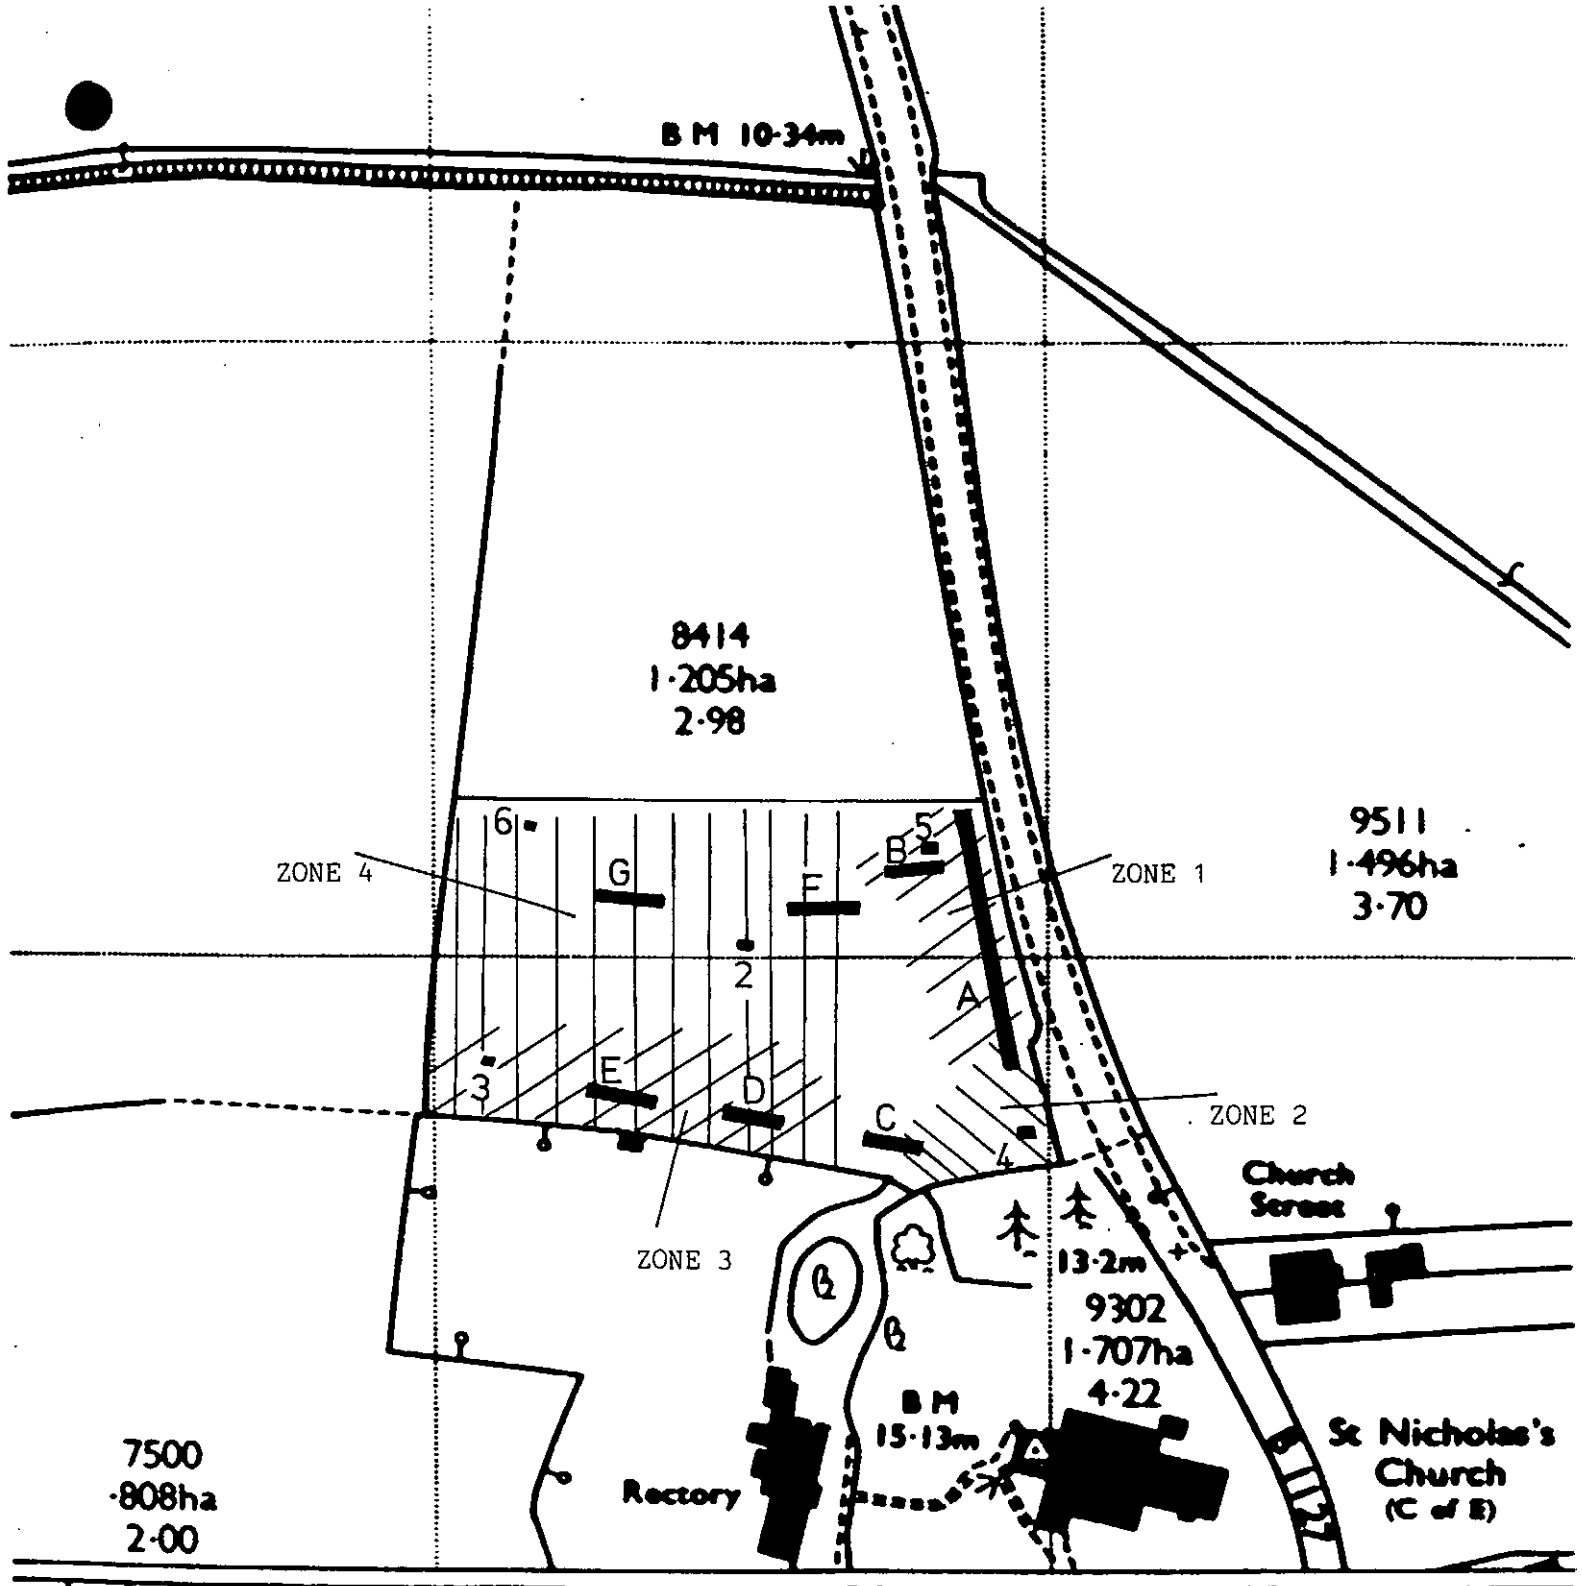 B M 10·34m
8414
1·205ha
2·98
9511
1·496ha
3·70
6
5
B
ZONE 4
G
F
ZONE 1
2
A
3
E
D
C
4
ZONE 2
ZONE 3
Church
Street
13·2m
9302
1·707ha
4·22
B M
15·13m
Rectory
St Nicholas's
Church
(C of E)
7500
·808ha
2·00